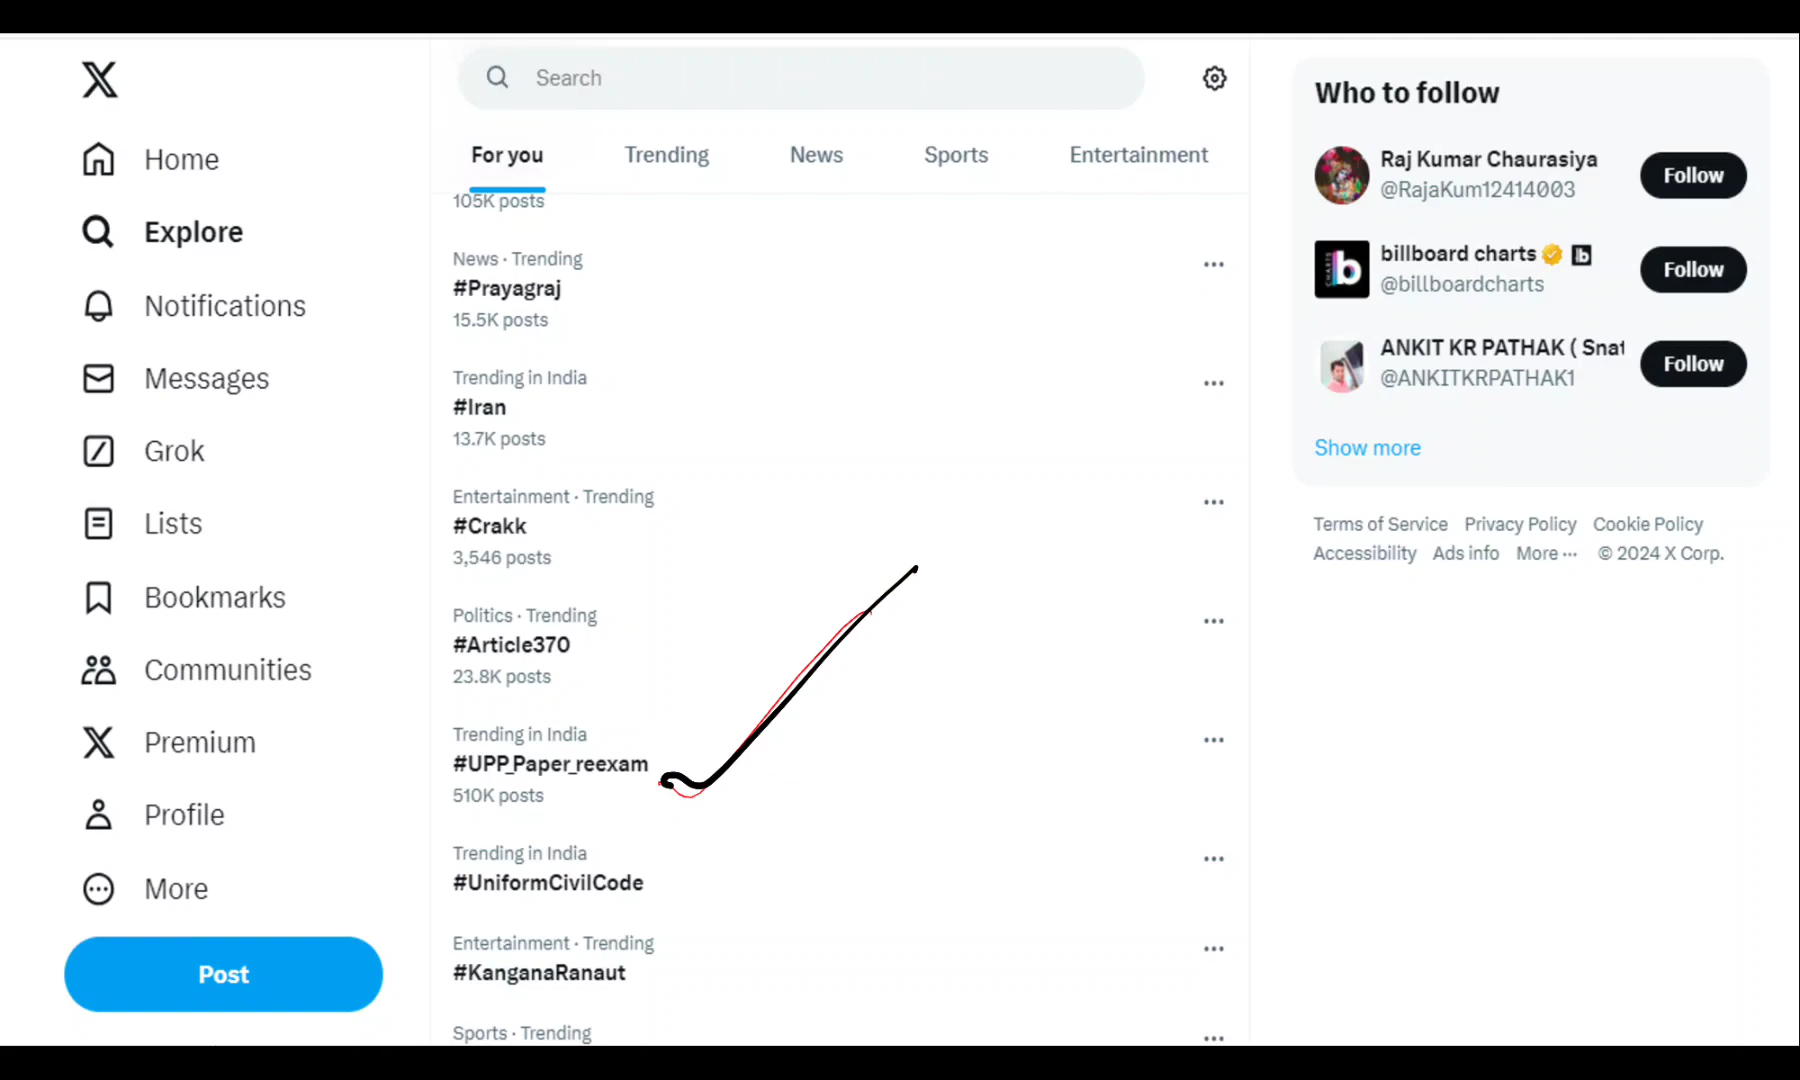 Home
Explore
Notifications
Messages
Grok
Lists
Bookmarks
Communities
Premium
Profile
More
Post
Search
For you
Trending
News
Sports
Entertainment
105K posts
News · Trending
#Prayagraj
15.5K posts
Trending in India
#Iran
13.7K posts
Entertainment · Trending
#Crakk
3,546 posts
Politics · Trending
#Article370
23.8K posts
Trending in India
#UPP_Paper_reexam
510K posts
Trending in India
#UniformCivilCode
Entertainment · Trending
#KanganaRanaut
Sports · Trending
Who to follow
Raj Kumar Chaurasiya
@RajaKum12414003
Follow
billboard charts
@billboardcharts
Follow
ANKIT KR PATHAK ( Snat
@ANKITKRPATHAK1
Follow
Show more
Terms of Service Privacy Policy Cookie Policy
Accessibility Ads info More ··· © 2024 X Corp.